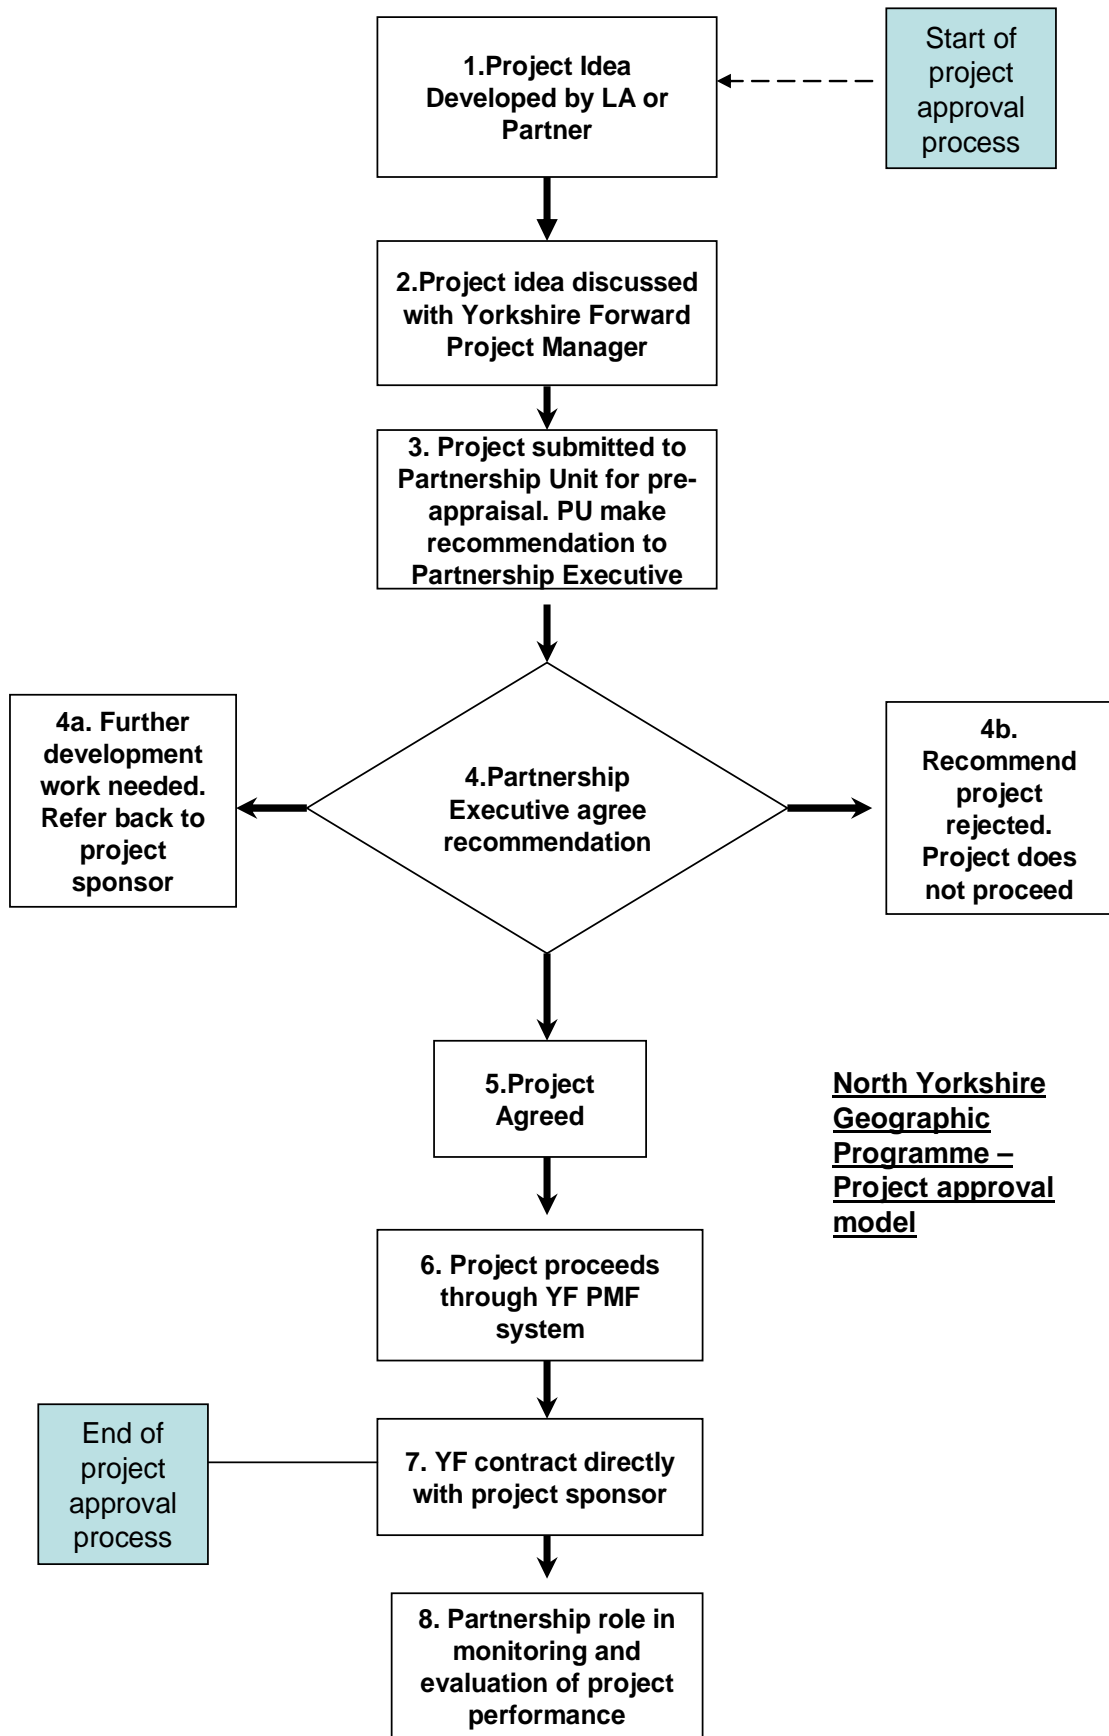 1.Project Idea
Developed by LA or
Partner
Start of
project
approval
process
2.Project idea discussed
with Yorkshire Forward
Project Manager
3. Project submitted to
Partnership Unit for pre-
appraisal. PU make
recommendation to
Partnership Executive
4a. Further
development
work needed.
Refer back to
project
sponsor
4.Partnership
Executive agree
recommendation
4b.
Recommend
project
rejected.
Project does
not proceed
5.Project
Agreed
North Yorkshire
Geographic
Programme –
Project approval
model
6. Project proceeds
through YF PMF
system
End of
project
approval
process
7. YF contract directly
with project sponsor
8. Partnership role in
monitoring and
evaluation of project
performance